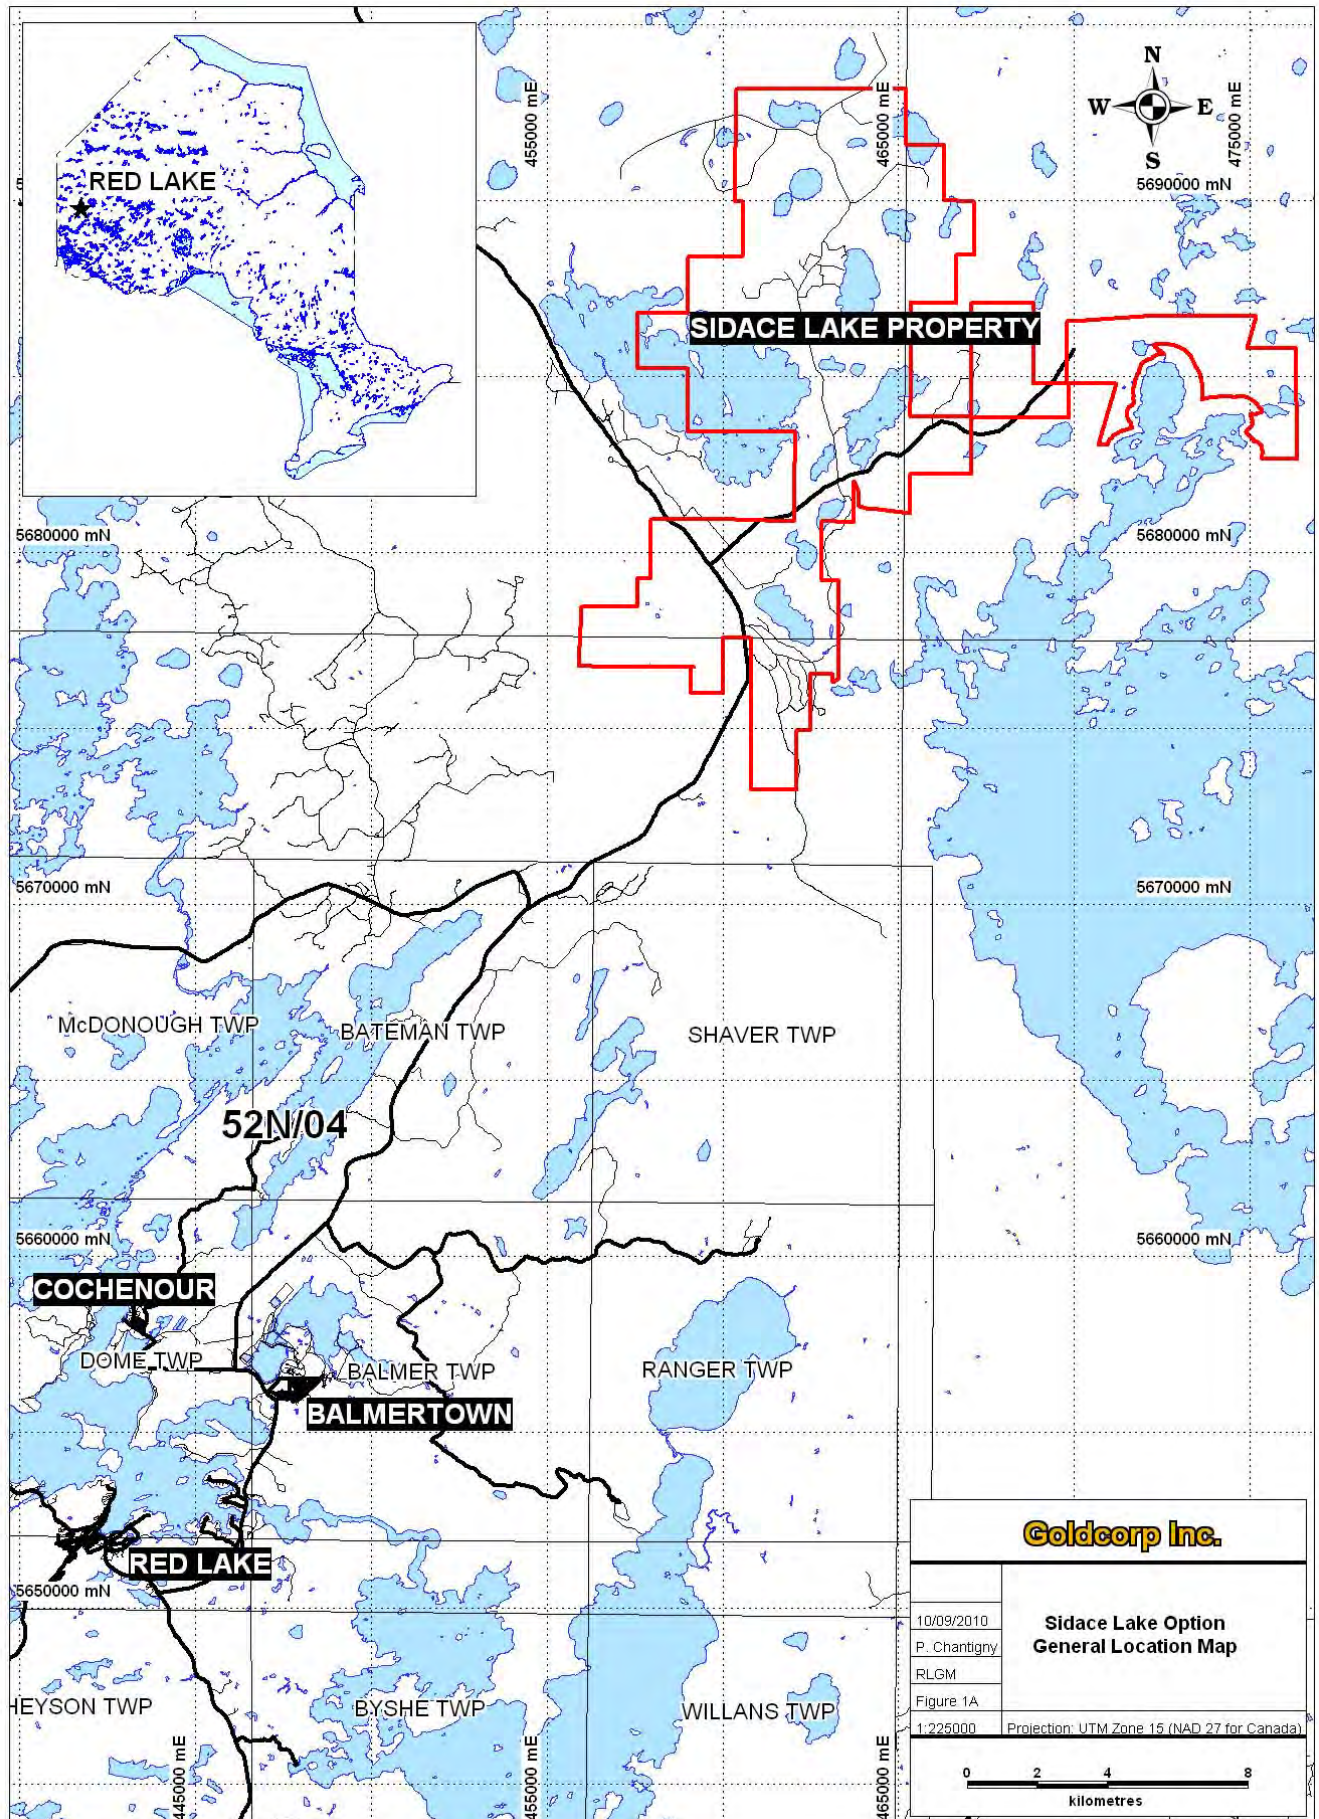 RED LAKE
455000 mE
465000 mE
475000 mE
N
W E
S
5690000 mN
SIDACE LAKE PROPERTY
5680000 mN
5680000 mN
5670000 mN
5670000 mN
McDONOUGH TWP
BATEMAN TWP
SHAVER TWP
52N/04
5660000 mN
5660000 mN
COCHENOUR
DOME TWP
BALMER TWP
RANGER TWP
BALMERTOWN
RED LAKE
5650000 mN
HEYSON TWP
BYSHE TWP
WILLANS TWP
445000 mE
455000 mE
465000 mE
Goldcorp Inc.
10/09/2010
P. Chantigny
RLGM
Figure 1A
1:225000
Sidace Lake Option
General Location Map
Projection: UTM Zone 15 (NAD 27 for Canada)
0 2 4 8
kilometres